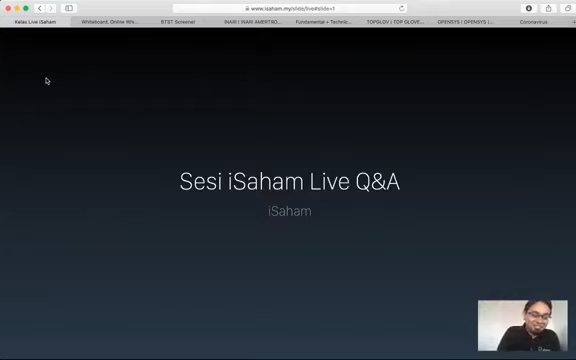 www.isaham.my/slide/live#slide=1
Kelas Live iSaham
Whiteboard, Online Whi...
BTST Screener
INARI | INARI AMERTRO...
Fundamental + Technic...
TOPGLOV | TOP GLOVE...
OPENSYS | OPENSYS (...
Coronavirus
Sesi iSaham Live Q&A
iSaham